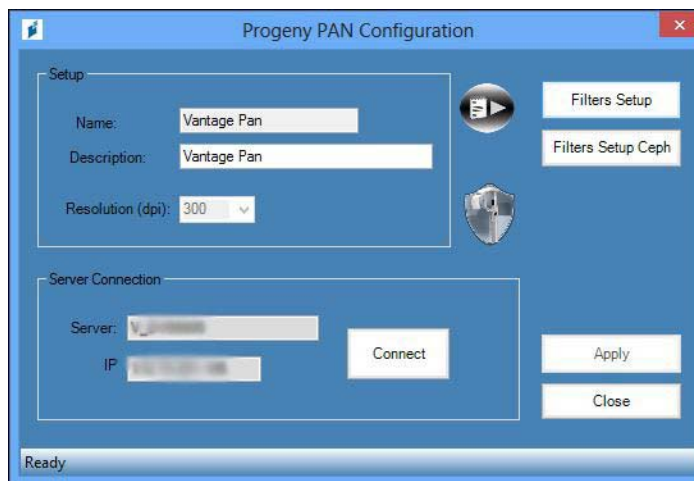 Progeny PAN Configuration
Setup
Name: Vantage Pan
Description: Vantage Pan
Resolution (dpi): 300
Filters Setup
Filters Setup Ceph
Server Connection
Server:
IP
Connect
Apply
Close
Ready